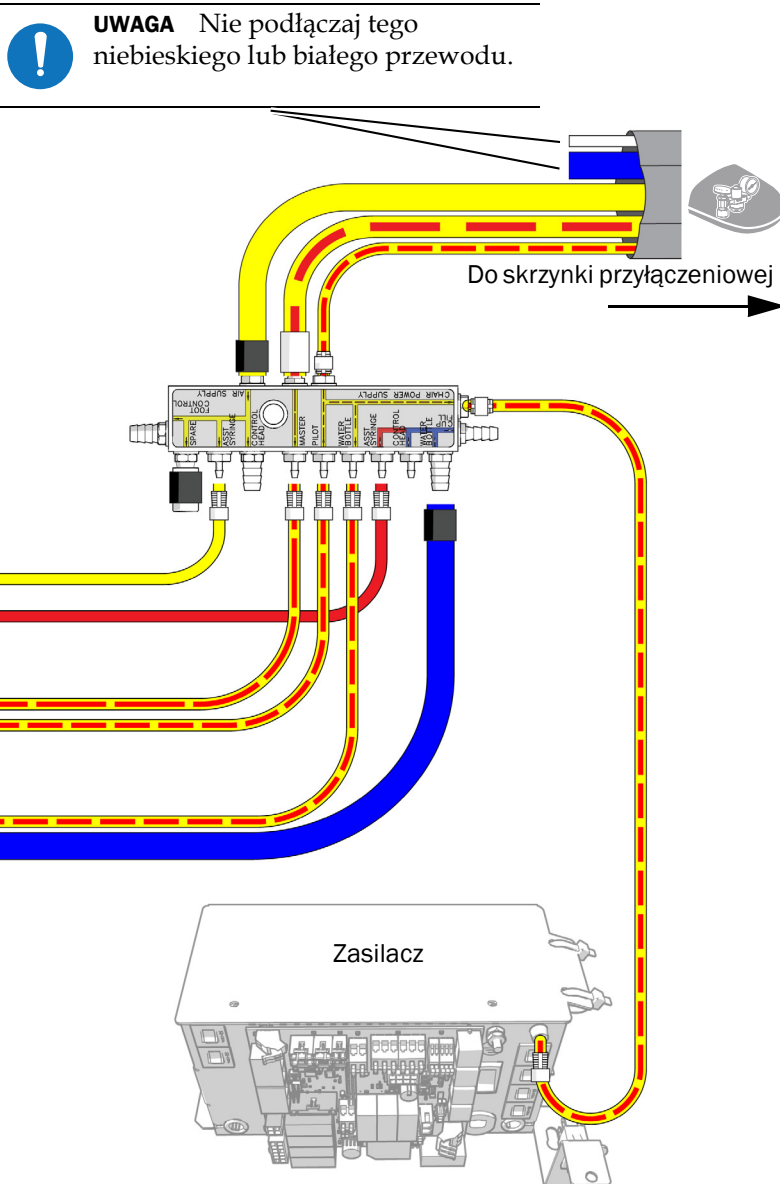 UWAGA Nie podłączaj tego
niebieskiego lub białego przewodu.
Do skrzynki przyłączeniowej
AIR SUPPLY
FOOT
CONTROL
CHAIR POWER SUPPLY
SPARE
ASST
SYRINGE
CONTROL
HEAD
MASTER
PILOT
WATER
BOTTLE
ASST
SYRINGE
CONTROL
HEAD
WATER
BOTTLE
FILL
Zasilacz